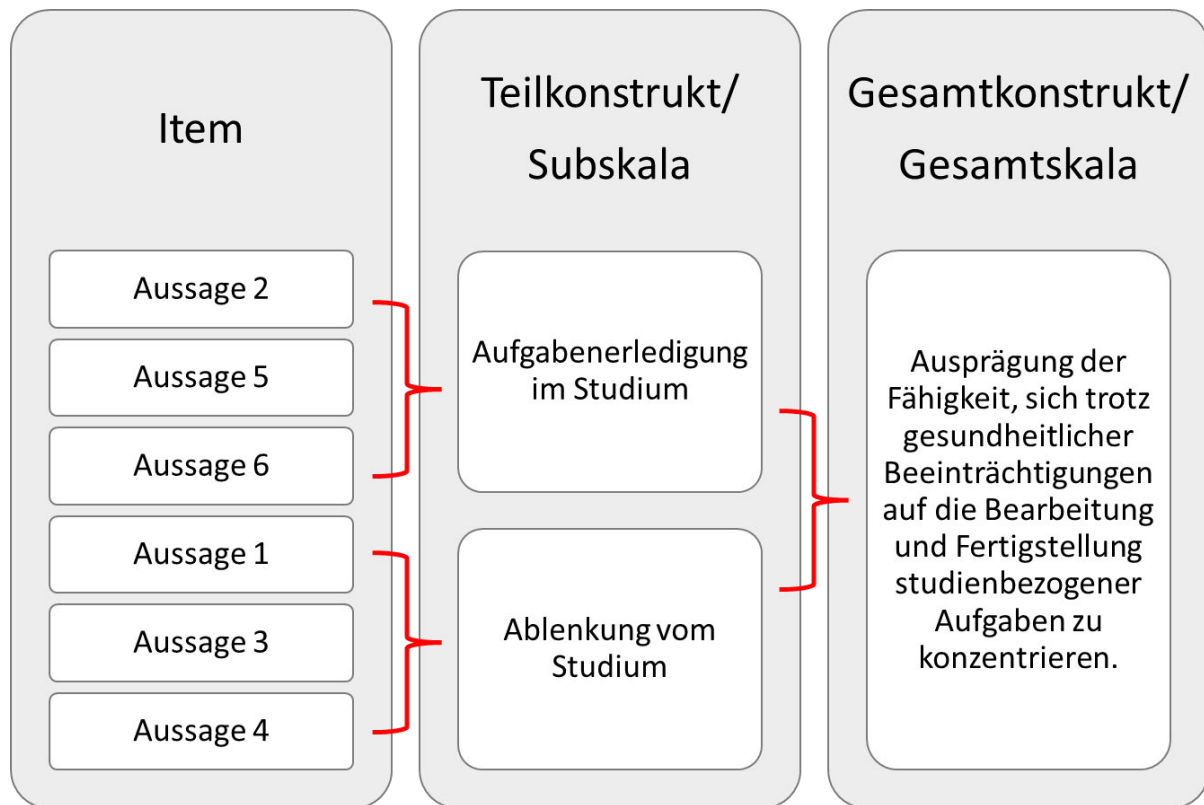 Item
Aussage 2
Aussage 5
Aussage 6
Aussage 1
Aussage 3
Aussage 4
Teilkonstrukt/
Subskala
Aufgabenerledigung
im Studium
Ablenkung vom
Studium
Gesamtkonstrukt/
Gesamtskala
Ausprägung der
Fähigkeit, sich trotz
gesundheitlicher
Beeinträchtigungen
auf die Bearbeitung
und Fertigstellung
studienbezogener
Aufgaben zu
konzentrieren.